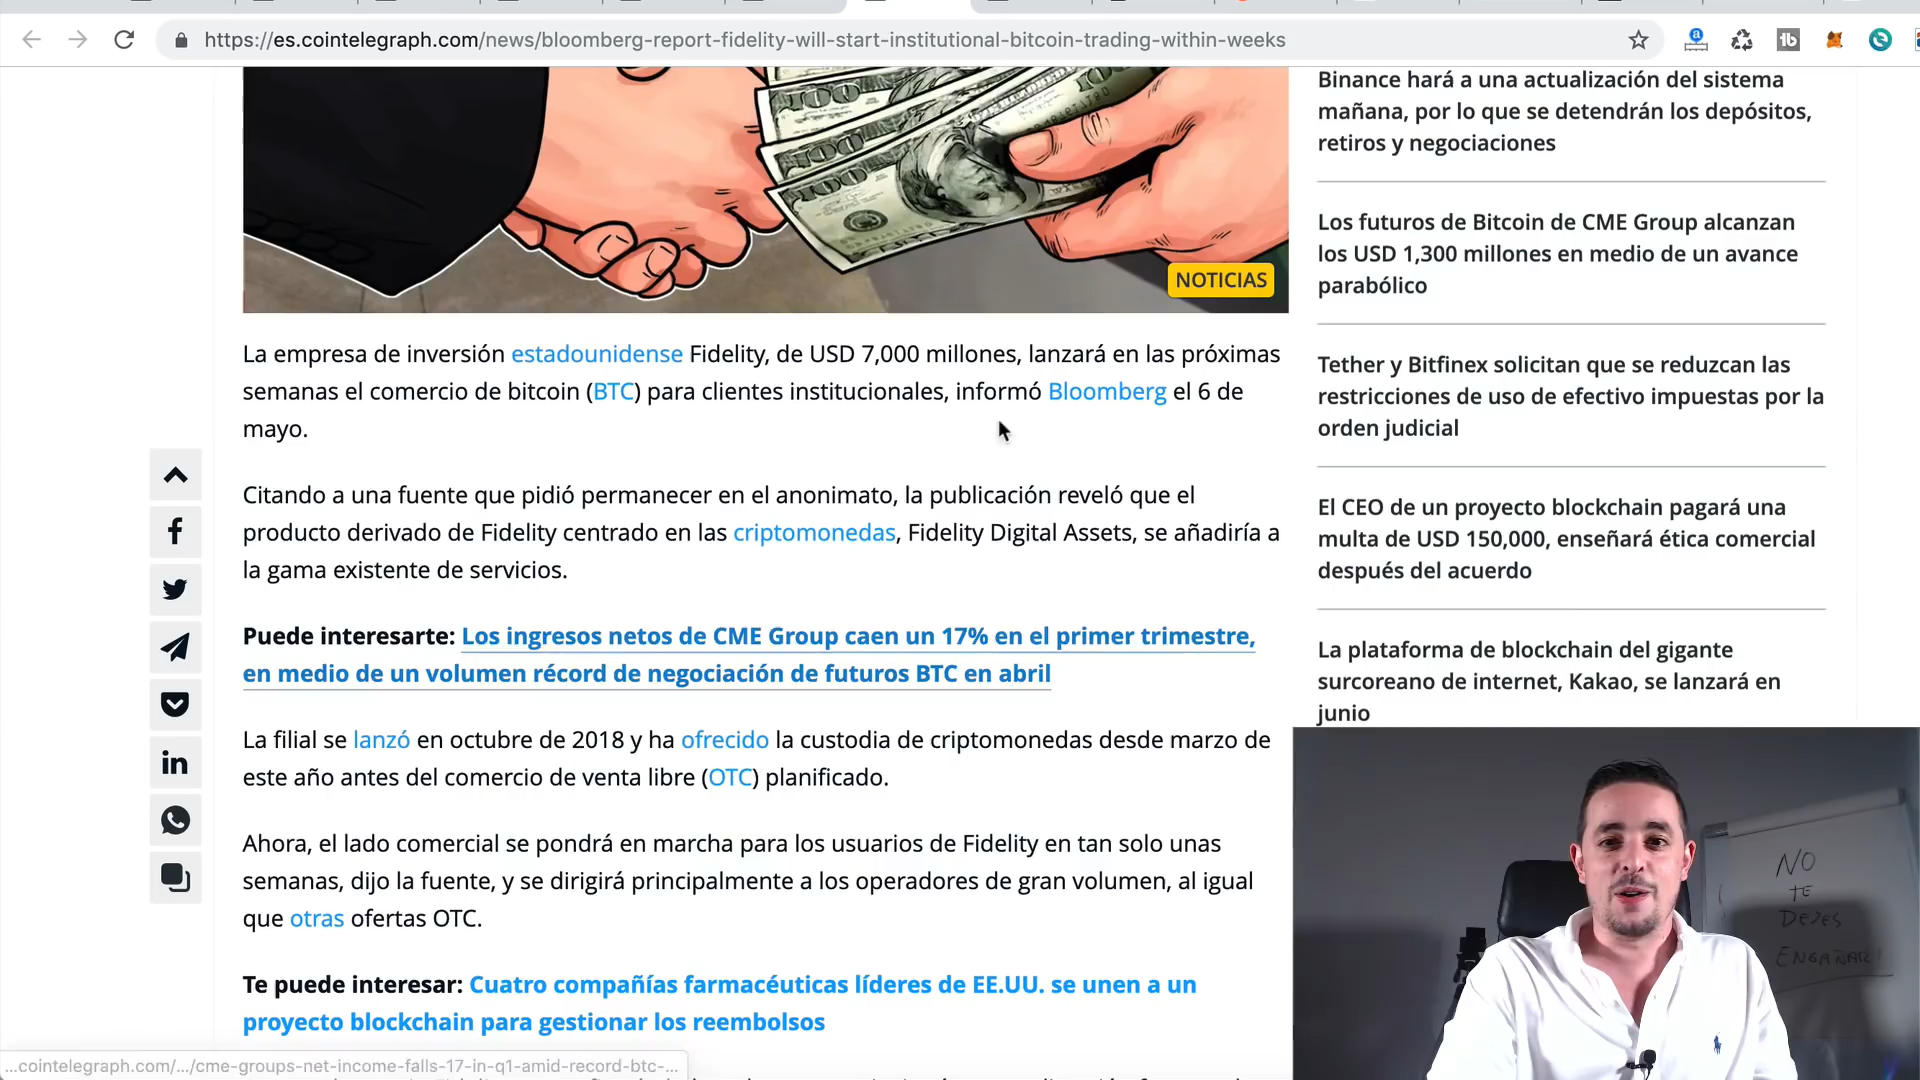 https://es.cointelegraph.com/news/bloomberg-report-fidelity-will-start-institutional-bitcoin-trading-within-weeks
NOTICIAS
La empresa de inversión estadounidense Fidelity, de USD 7,000 millones, lanzará en las próximas
semanas el comercio de bitcoin (BTC) para clientes institucionales, informó Bloomberg el 6 de
mayo.
Citando a una fuente que pidió permanecer en el anonimato, la publicación reveló que el
producto derivado de Fidelity centrado en las criptomonedas, Fidelity Digital Assets, se añadiría a
la gama existente de servicios.
Puede interesarte: Los ingresos netos de CME Group caen un 17% en el primer trimestre,
en medio de un volumen récord de negociación de futuros BTC en abril
La filial se lanzó en octubre de 2018 y ha ofrecido la custodia de criptomonedas desde marzo de
este año antes del comercio de venta libre (OTC) planificado.
Ahora, el lado comercial se pondrá en marcha para los usuarios de Fidelity en tan solo unas
semanas, dijo la fuente, y se dirigirá principalmente a los operadores de gran volumen, al igual
que otras ofertas OTC.
Te puede interesar: Cuatro compañías farmacéuticas líderes de EE.UU. se unen a un
proyecto blockchain para gestionar los reembolsos
...cointelegraph.com/.../cme-groups-net-income-falls-17-in-q1-amid-record-btc-...
Binance hará a una actualización del sistema
mañana, por lo que se detendrán los depósitos,
retiros y negociaciones
Los futuros de Bitcoin de CME Group alcanzan
los USD 1,300 millones en medio de un avance
parabólico
Tether y Bitfinex solicitan que se reduzcan las
restricciones de uso de efectivo impuestas por la
orden judicial
El CEO de un proyecto blockchain pagará una
multa de USD 150,000, enseñará ética comercial
después del acuerdo
La plataforma de blockchain del gigante
surcoreano de internet, Kakao, se lanzará en
junio
NO
TE
DEJES
ENGAÑAR!
100
100
100
100
tb
a